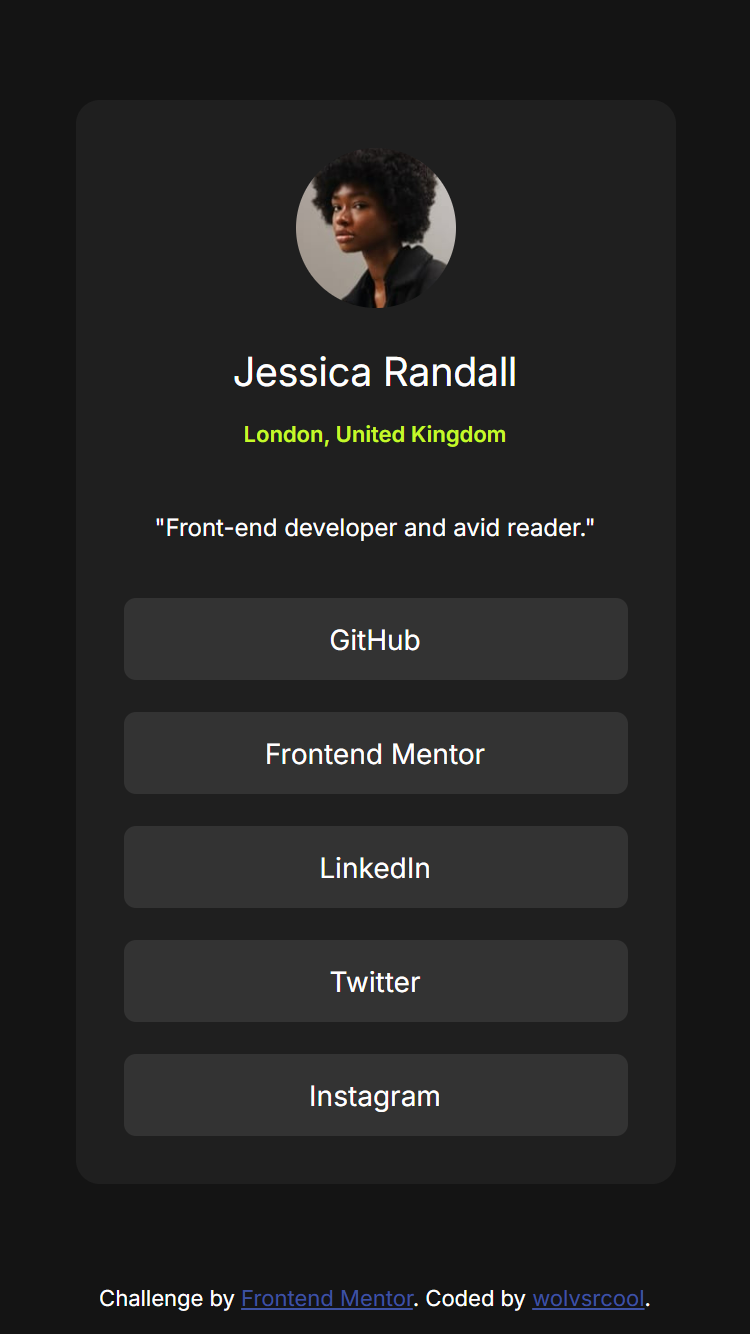 Jessica Randall
London, United Kingdom
"Front-end developer and avid reader."
GitHub
Frontend Mentor
LinkedIn
Twitter
Instagram
Challenge by Frontend Mentor. Coded by wolvsrcool.